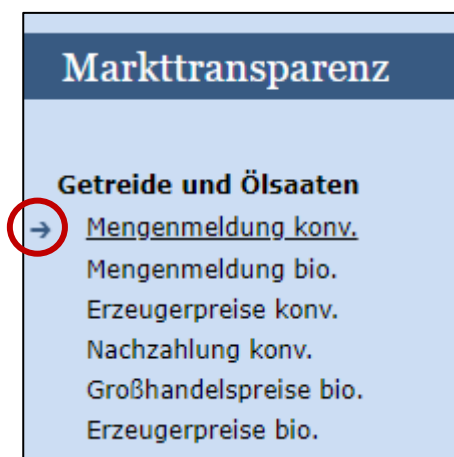 Markttransparenz
Getreide und Ölsaaten
Mengenmeldung konv.
Mengenmeldung bio.
Erzeugerpreise konv.
Nachzahlung konv.
Großhandelspreise bio.
Erzeugerpreise bio.